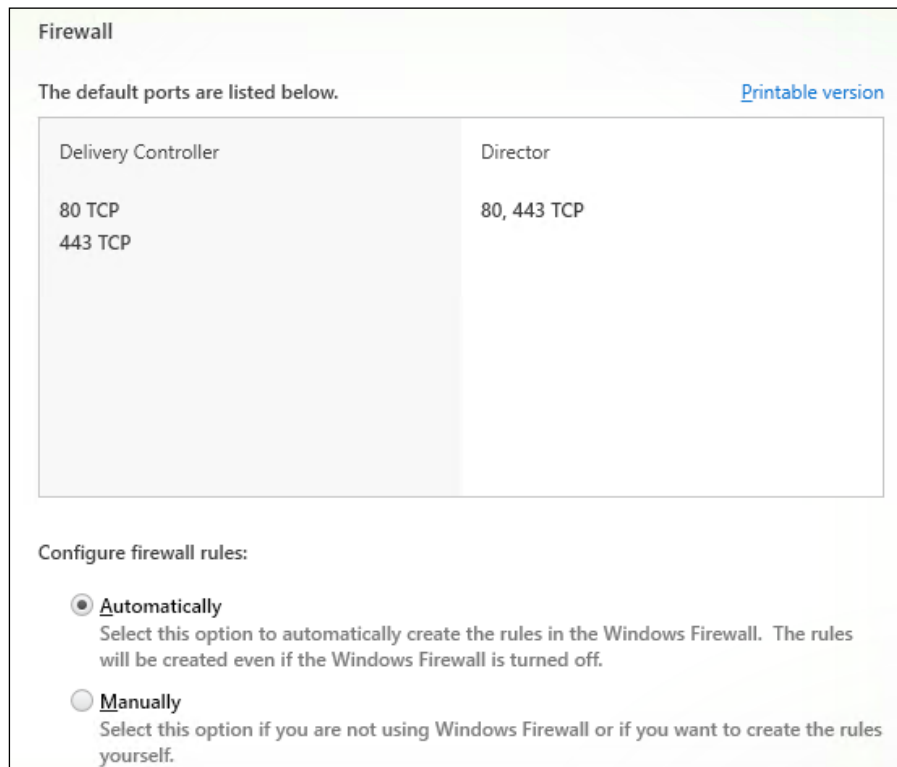 Firewall
The default ports are listed below.
Printable version
Delivery Controller
80 TCP
443 TCP
Director
80, 443 TCP
Configure firewall rules:
Automatically
Select this option to automatically create the rules in the Windows Firewall. The rules
will be created even if the Windows Firewall is turned off.
Manually
Select this option if you are not using Windows Firewall or if you want to create the rules
yourself.